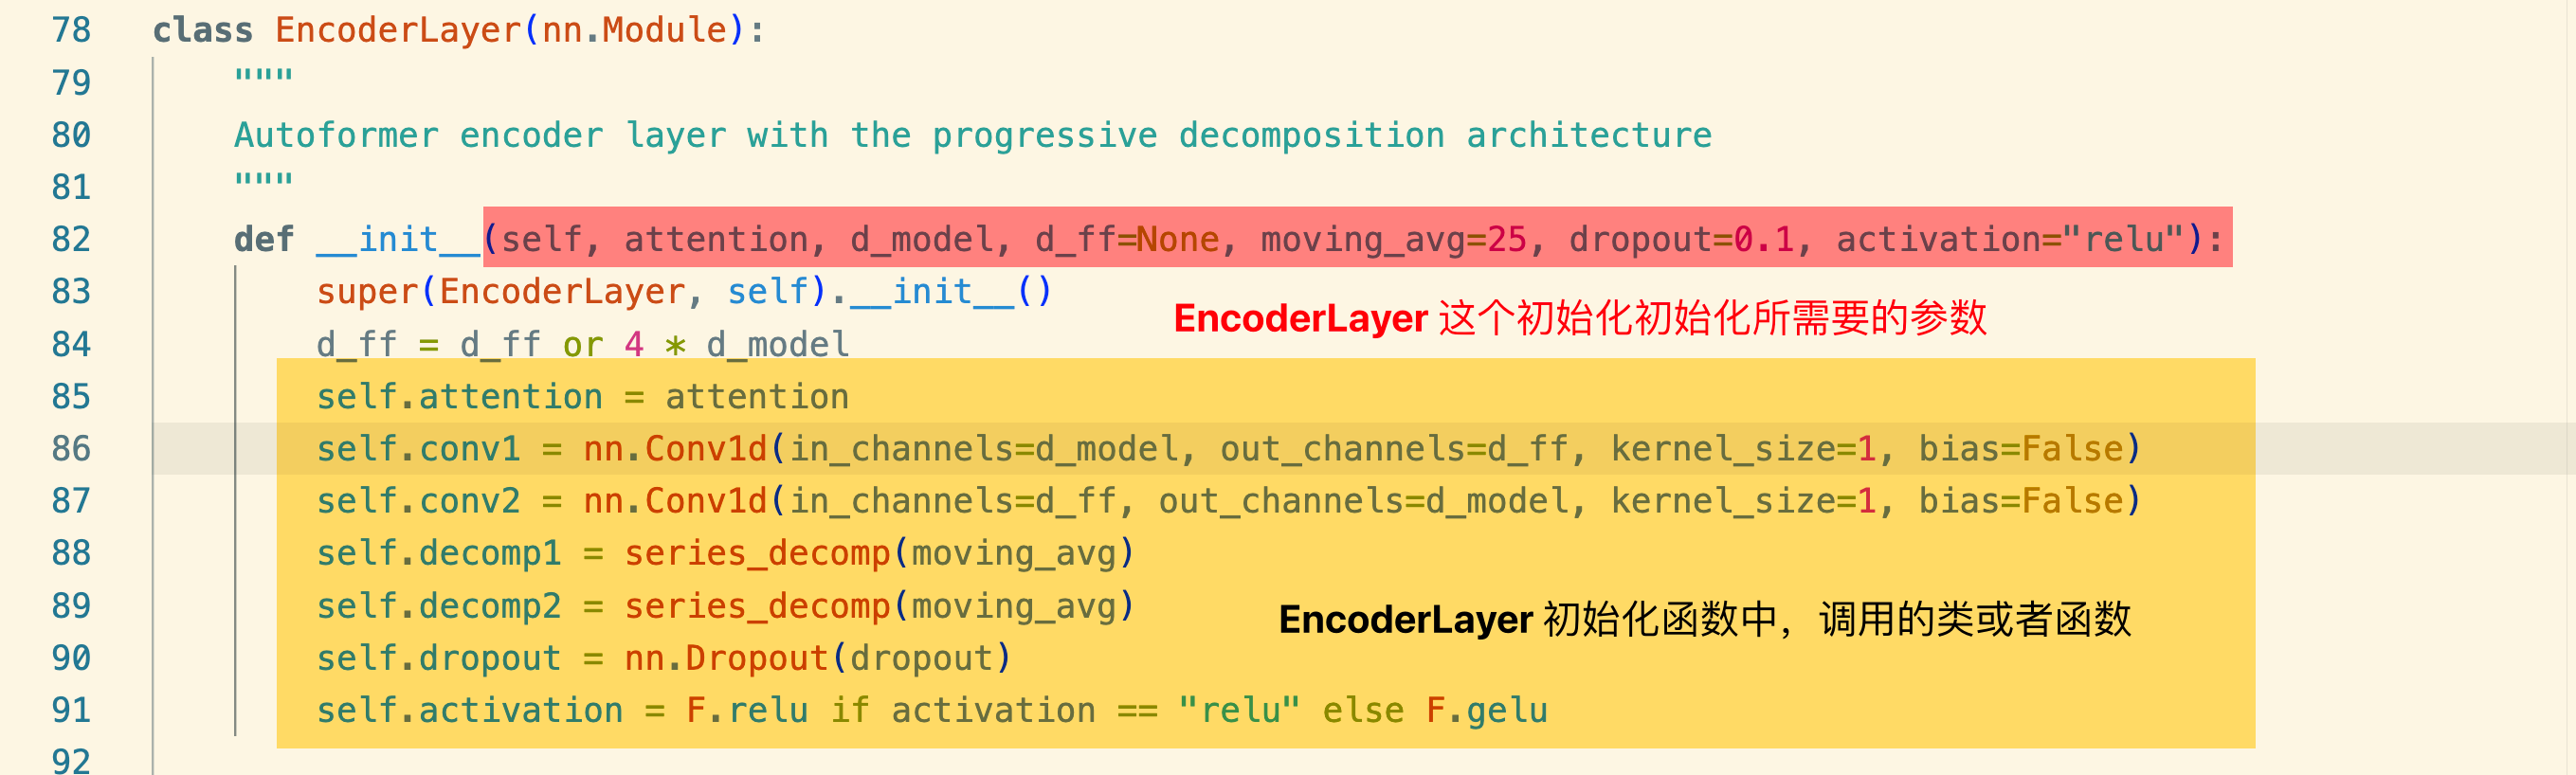 78 class EncoderLayer(nn.Module):
79 """
80 Autoformer encoder layer with the progressive decomposition architecture
81 """
82 def __init__(self, attention, d_model, d_ff=None, moving_avg=25, dropout=0.1, activation="relu"):
83 super(EncoderLayer, self).__init__()
EncoderLayer 这个初始化初始化所需要的参数
84 d_ff = d_ff or 4 * d_model
85 self.attention = attention
86 self.conv1 = nn.Conv1d(in_channels=d_model, out_channels=d_ff, kernel_size=1, bias=False)
87 self.conv2 = nn.Conv1d(in_channels=d_ff, out_channels=d_model, kernel_size=1, bias=False)
88 self.decomp1 = series_decomp(moving_avg)
89 self.decomp2 = series_decomp(moving_avg)
EncoderLayer 初始化函数中，调用的类或者函数
90 self.dropout = nn.Dropout(dropout)
91 self.activation = F.relu if activation == "relu" else F.gelu
92